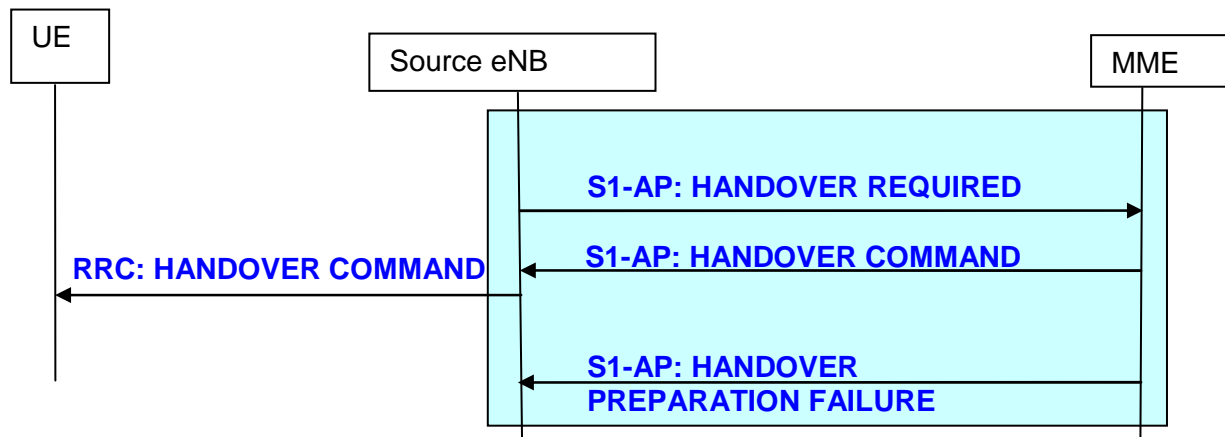 UE
Source eNB
MME
S1-AP: HANDOVER REQUIRED
S1-AP: HANDOVER COMMAND
RRC: HANDOVER COMMAND
S1-AP: HANDOVER
PREPARATION FAILURE